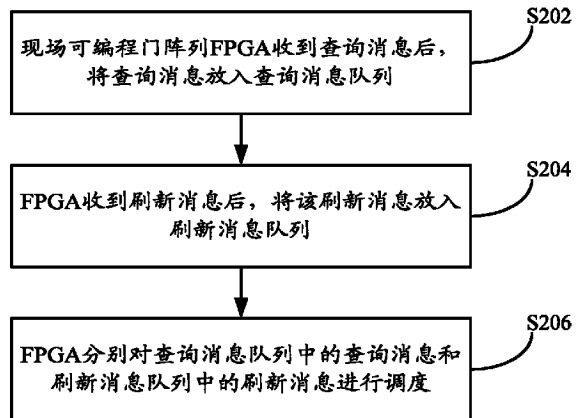 S202
现场可编程门阵列FPGA收到查询消息后，
将查询消息放入查询消息队列
S204
FPGA收到刷新消息后，将该刷新消息放入
刷新消息队列
S206
FPGA分别对查询消息队列中的查询消息和
刷新消息队列中的刷新消息进行调度